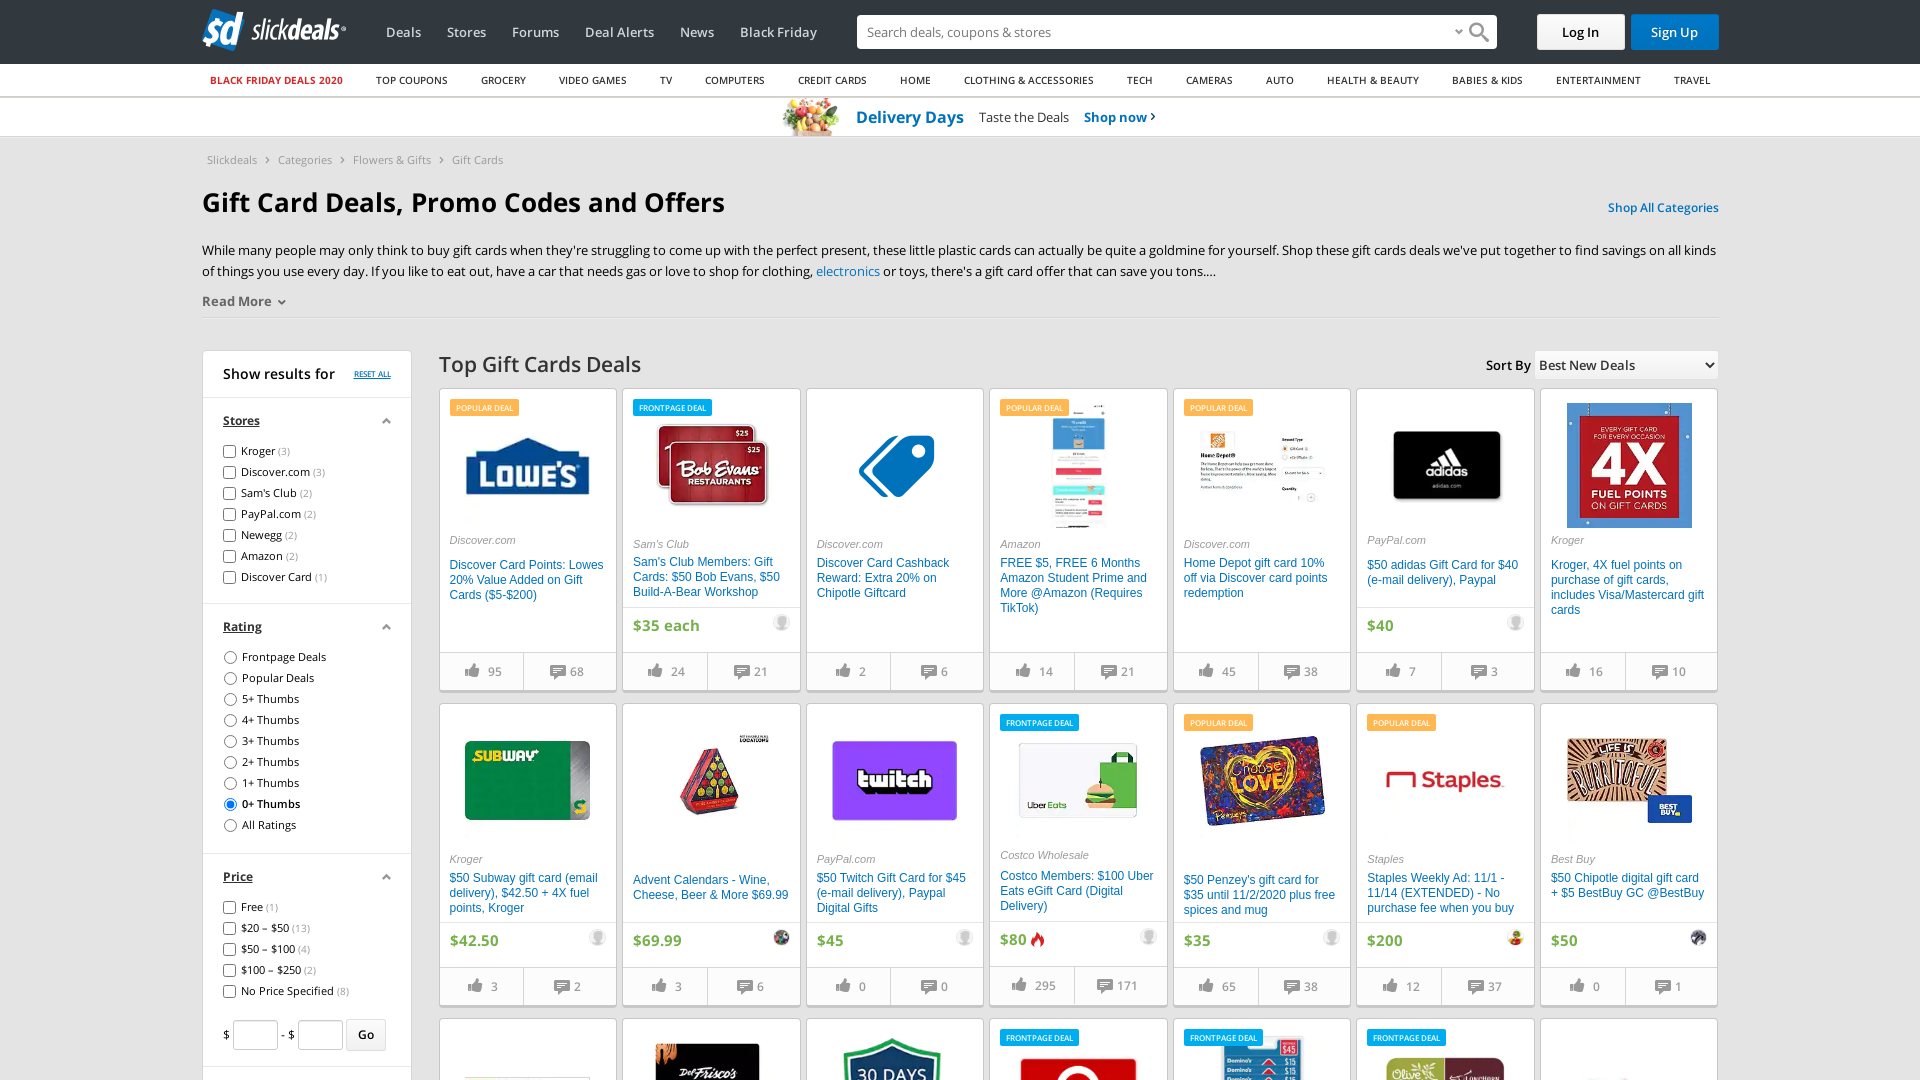 sd slickdeals
Deals
Stores
Forums
Deal Alerts
News
Black Friday
Search deals, coupons & stores
Log In
Sign Up
BLACK FRIDAY DEALS 2020
TOP COUPONS
GROCERY
VIDEO GAMES
TV
COMPUTERS
CREDIT CARDS
HOME
CLOTHING & ACCESSORIES
TECH
CAMERAS
AUTO
HEALTH & BEAUTY
BABIES & KIDS
ENTERTAINMENT
TRAVEL
Delivery Days Taste the Deals Shop now
Slickdeals > Categories > Flowers & Gifts > Gift Cards
Gift Card Deals, Promo Codes and Offers
Shop All Categories
While many people may only think to buy gift cards when they're struggling to come up with the perfect present, these little plastic cards can actually be quite a goldmine for yourself. Shop these gift cards deals we've put together to find savings on all kinds
of things you use every day. If you like to eat out, have a car that needs gas or love to shop for clothing, electronics or toys, there's a gift card offer that can save you tons....
Read More
Show results for
RESET ALL
Stores
Kroger (3)
Discover.com (3)
Sam's Club (2)
PayPal.com (2)
Newegg (2)
Amazon (2)
Discover Card (1)
Rating
Frontpage Deals
Popular Deals
5+ Thumbs
4+ Thumbs
3+ Thumbs
2+ Thumbs
1+ Thumbs
0+ Thumbs
All Ratings
Price
Free (1)
$20 – $50 (13)
$50 – $100 (4)
$100 – $250 (2)
No Price Specified (8)
$ - $ Go
Top Gift Cards Deals
Sort By Best New Deals
POPULAR DEAL
LOWE'S
Discover.com
Discover Card Points: Lowes
20% Value Added on Gift
Cards ($5-$200)
95 68
FRONTPAGE DEAL
$25
$25
Bob Evans
RESTAURANTS
Sam's Club
Sam's Club Members: Gift
Cards: $50 Bob Evans, $50
Build-A-Bear Workshop
$35 each
24 21
Discover.com
Discover Card Cashback
Reward: Extra 20% on
Chipotle Giftcard
2 6
POPULAR DEAL
Amazon
FREE $5, FREE 6 Months
Amazon Student Prime and
More @Amazon (Requires
TikTok)
14 21
POPULAR DEAL
Home Depot®
Discover.com
Home Depot gift card 10%
off via Discover card points
redemption
45 38
adidas
adidas.com
PayPal.com
$50 adidas Gift Card for $40
(e-mail delivery), Paypal
$40
7 3
EVERY GIFT CARD
FOR EVERY OCCASION
4X
FUEL POINTS
ON GIFT CARDS
Kroger
Kroger, 4X fuel points on
purchase of gift cards,
includes Visa/Mastercard gift
cards
16 10
SUBWAY
Kroger
$50 Subway gift card (email
delivery), $42.50 + 4X fuel
points, Kroger
$42.50
3 2
LOCATIONS
Advent Calendars - Wine,
Cheese, Beer & More $69.99
$69.99
3 6
twitch
PayPal.com
$50 Twitch Gift Card for $45
(e-mail delivery), Paypal
Digital Gifts
$45
0 0
FRONTPAGE DEAL
Uber Eats
Costco Wholesale
Costco Members: $100 Uber
Eats eGift Card (Digital
Delivery)
$80
295 171
POPULAR DEAL
Choose
LOVE
Penzeys
$50 Penzey's gift card for
$35 until 11/2/2020 plus free
spices and mug
$35
65 38
POPULAR DEAL
Staples
Staples
Staples Weekly Ad: 11/1 -
11/14 (EXTENDED) - No
purchase fee when you buy
$200
12 37
LIFE IS
BURRITOFUL
BEST
BUY
Best Buy
$50 Chipotle digital gift card
+ $5 BestBuy GC @BestBuy
$50
0 1
Del Frisco's
30 DAYS
FRONTPAGE DEAL
FRONTPAGE DEAL
$45
Domino's $15
Domino's $15
FRONTPAGE DEAL
Olive
LONGHORN